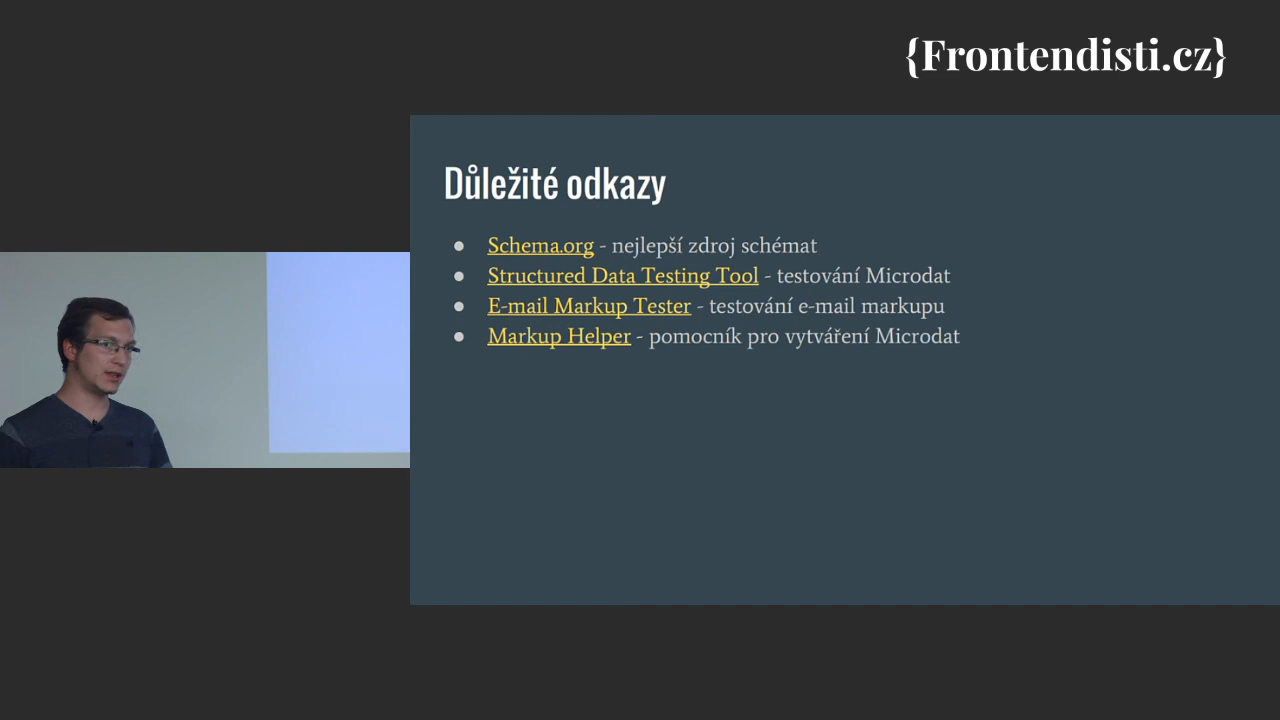 {Frontendisti.cz}
Důležité odkazy
● Schema.org - nejlepší zdroj schémat
● Structured Data Testing Tool - testování Microdat
● E-mail Markup Tester - testování e-mail markupu
● Markup Helper - pomocník pro vytváření Microdat